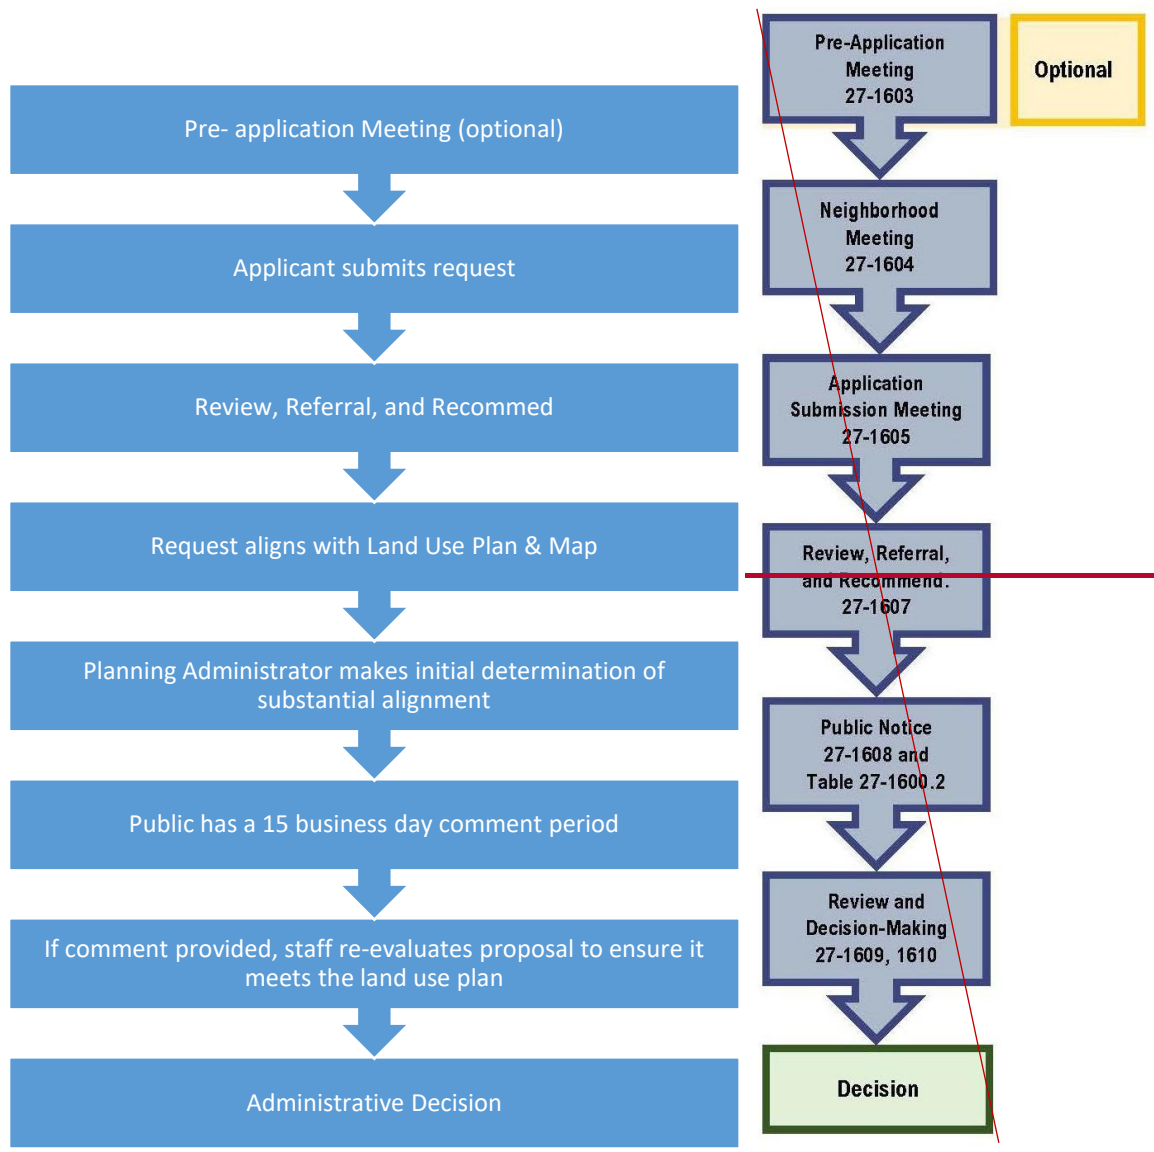 Pre- application Meeting (optional)
Applicant submits request
Review, Referral, and Recommed
Request aligns with Land Use Plan & Map
Planning Administrator makes initial determination of
substantial alignment
Public has a 15 business day comment period
If comment provided, staff re-evaluates proposal to ensure it
meets the land use plan
Administrative Decision
Pre-Application
Meeting
27-1603
Optional
Neighborhood
Meeting
27-1604
Application
Submission Meeting
27-1605
Review, Referral,
and Recommend.
27-1607
Public Notice
27-1608 and
Table 27-1600.2
Review and
Decision-Making
27-1609, 1610
Decision